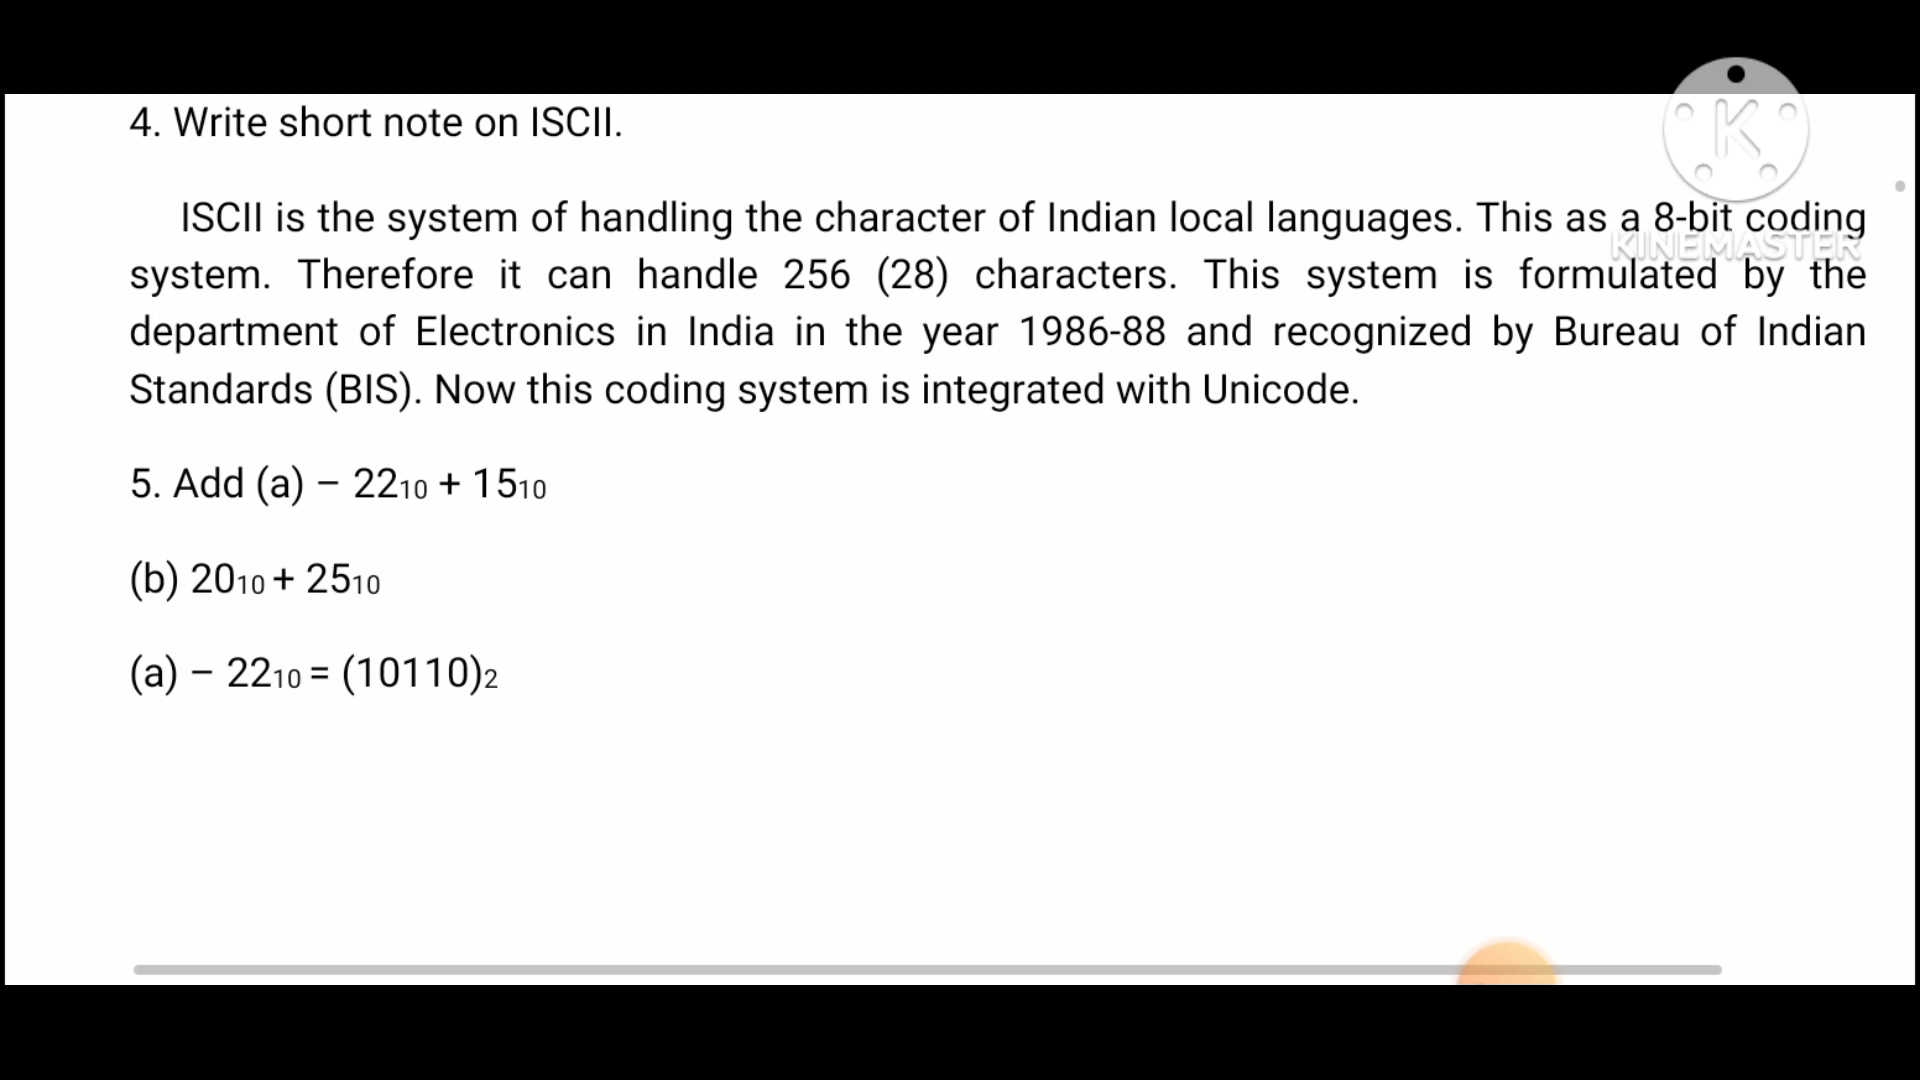 4. Write short note on ISCII.
K
ISCII is the system of handling the character of Indian local languages. This as a 8-bit coding
KINEMASTER
system. Therefore it can handle 256 (28) characters. This system is formulated by the
department of Electronics in India in the year 1986-88 and recognized by Bureau of Indian
Standards (BIS). Now this coding system is integrated with Unicode.
5. Add (a) – 22₁₀ + 15₁₀
(b) 20₁₀ + 25₁₀
(a) – 22₁₀ = (10110)₂